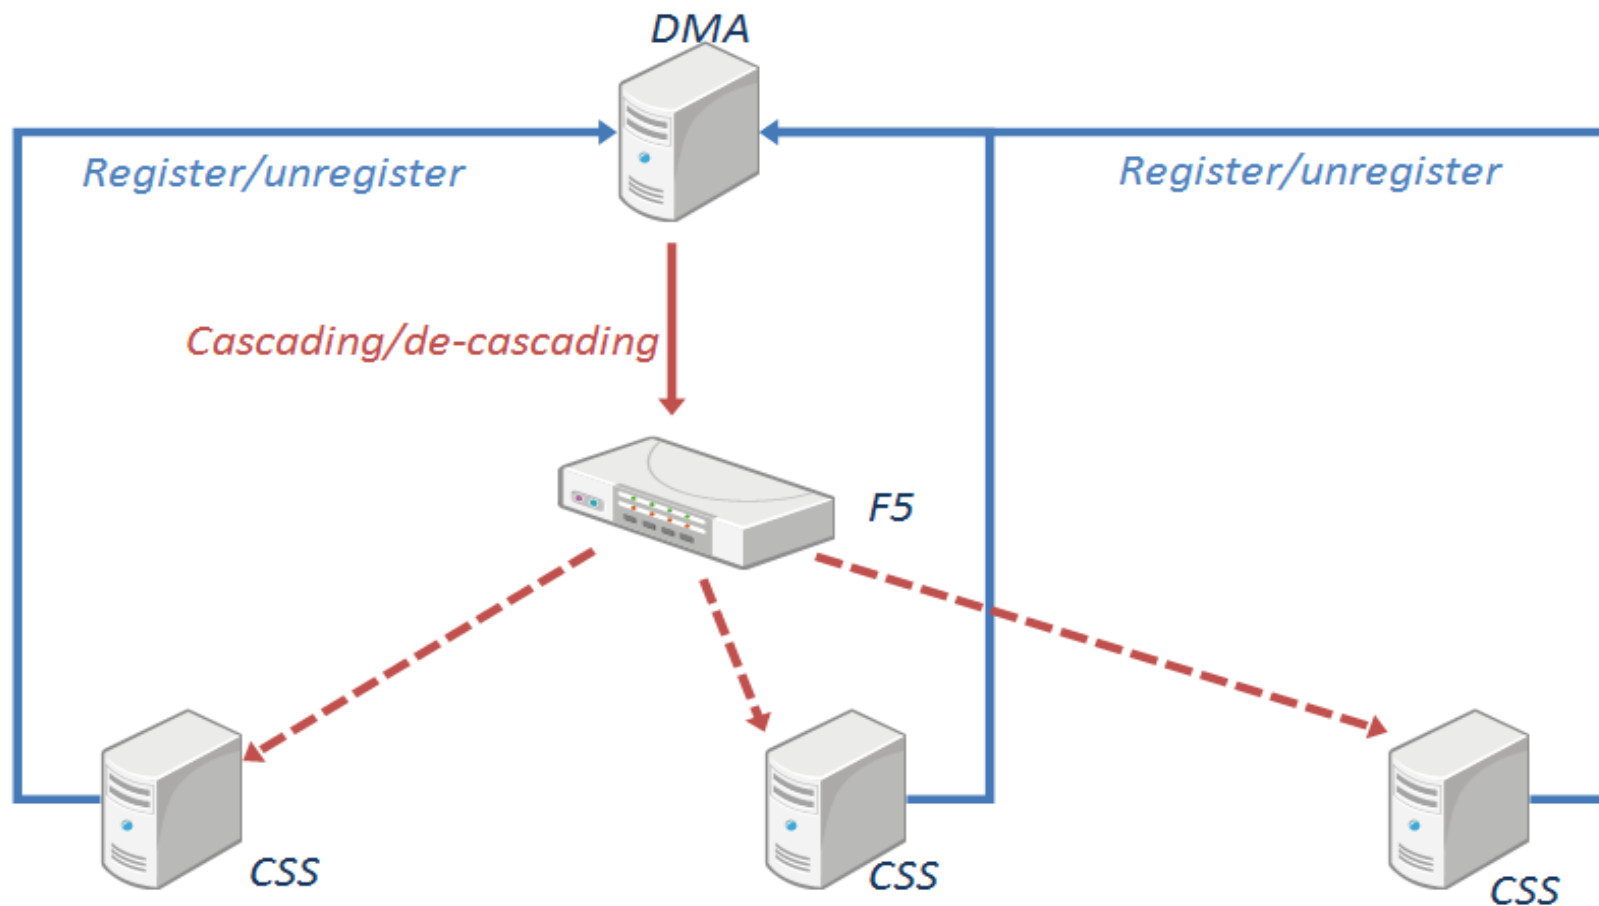 DMA
Register/unregister
Register/unregister
Cascading/de-cascading
F5
CSS
CSS
CSS